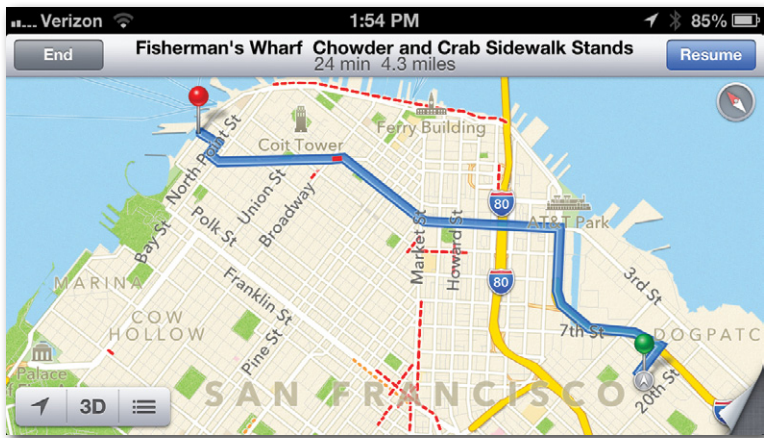 Verizon
1:54 PM
85%
End
Fisherman's Wharf Chowder and Crab Sidewalk Stands
24 min 4.3 miles
Resume
North Point St
Coit Tower
Ferry Building
Union St
Broadway
80
AT&T Park
Bay St
Polk St
Market St
Howard St
3rd St
MARINA
80
Franklin St
COW
HOLLOW
7th St
DOGPATC
Pine St
Palace
20th St
SAN FRANCISCO
3D